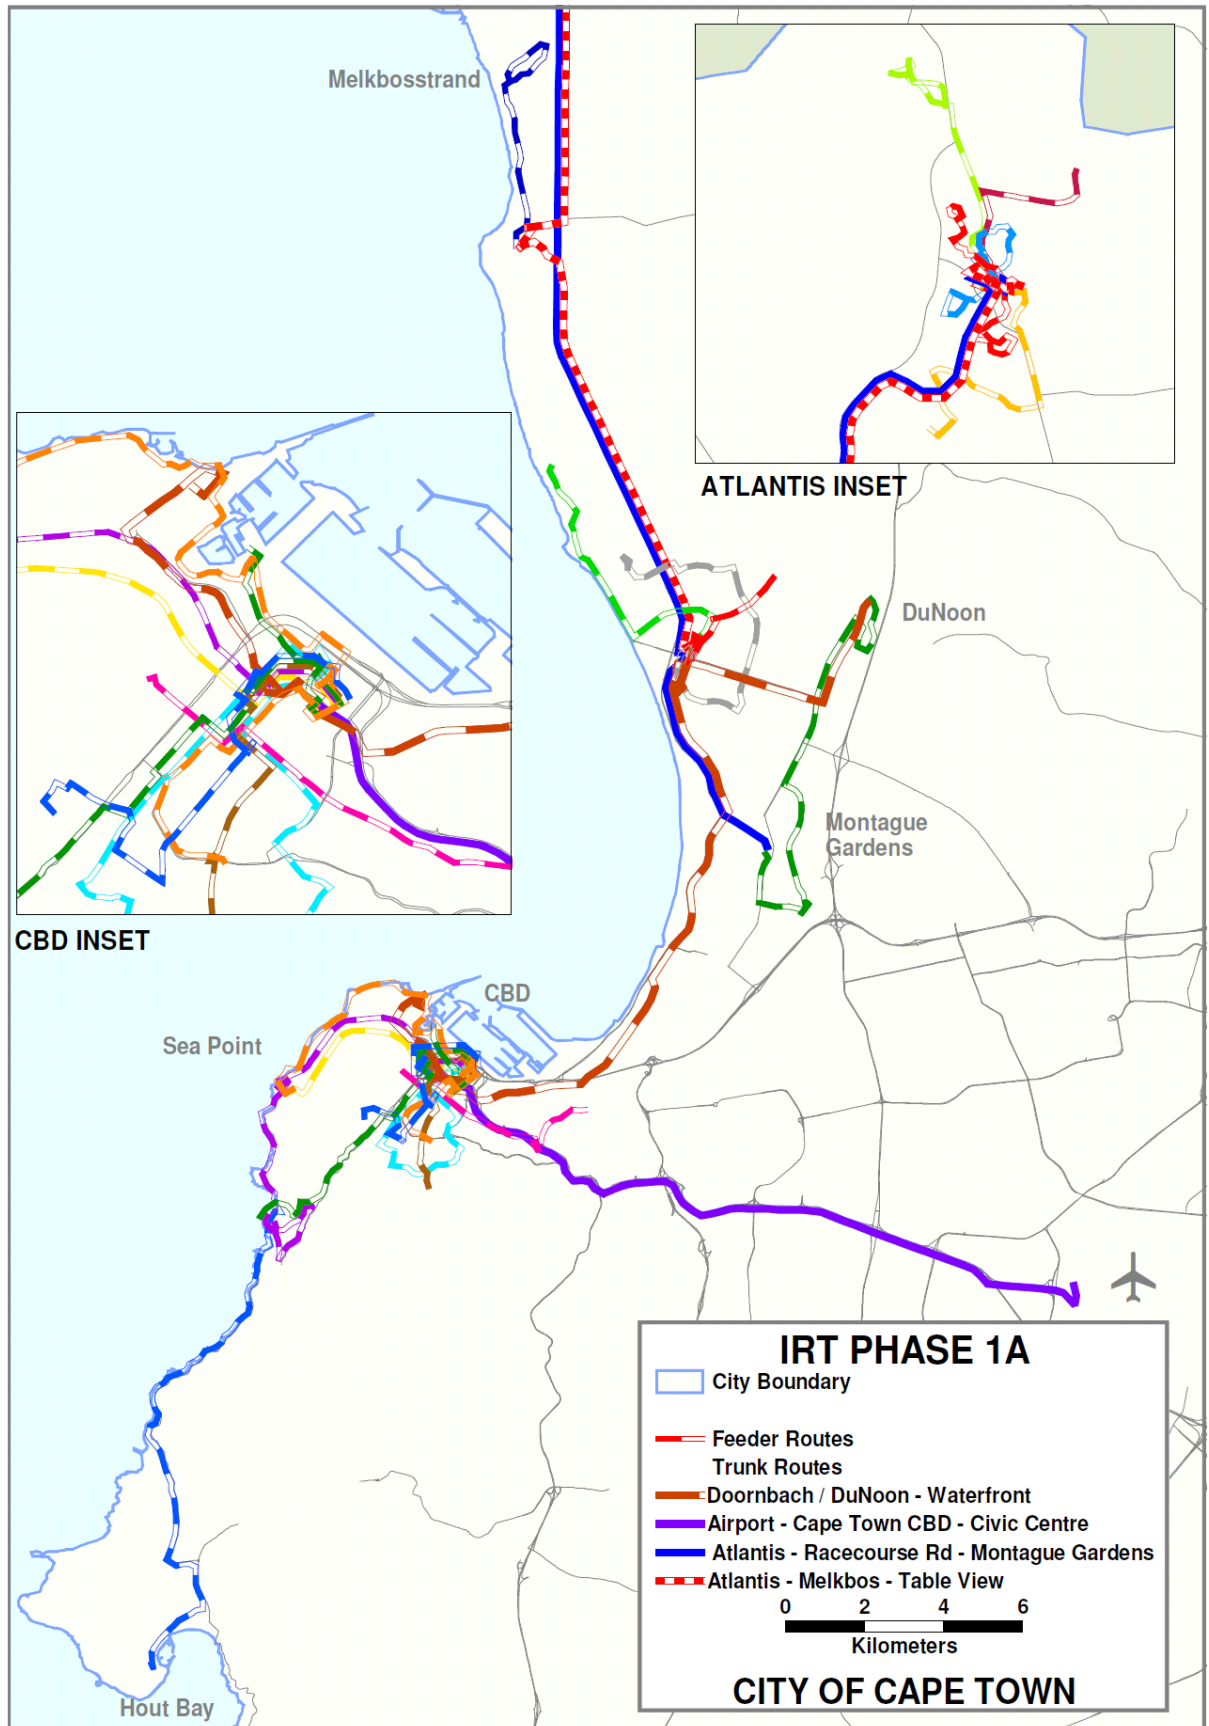 Melkbosstrand
ATLANTIS INSET
DuNoon
Montague
Gardens
CBD INSET
CBD
Sea Point
Hout Bay
IRT PHASE 1A
City Boundary
Feeder Routes
Trunk Routes
Doornbach / DuNoon - Waterfront
Airport - Cape Town CBD - Civic Centre
Atlantis - Racecourse Rd - Montague Gardens
Atlantis - Melkbos - Table View
0 2 4 6
Kilometers
CITY OF CAPE TOWN